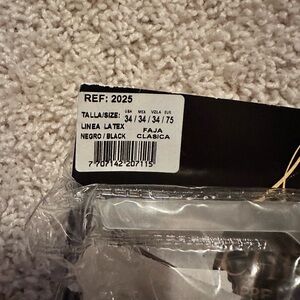 REF: 2025
USA MEX VZLA EUR
TALLA/SIZE: 34 / 34 / 34 / 75
LINEA LATEX
FAJA
NEGRO / BLACK CLASICA
7 707142 207115